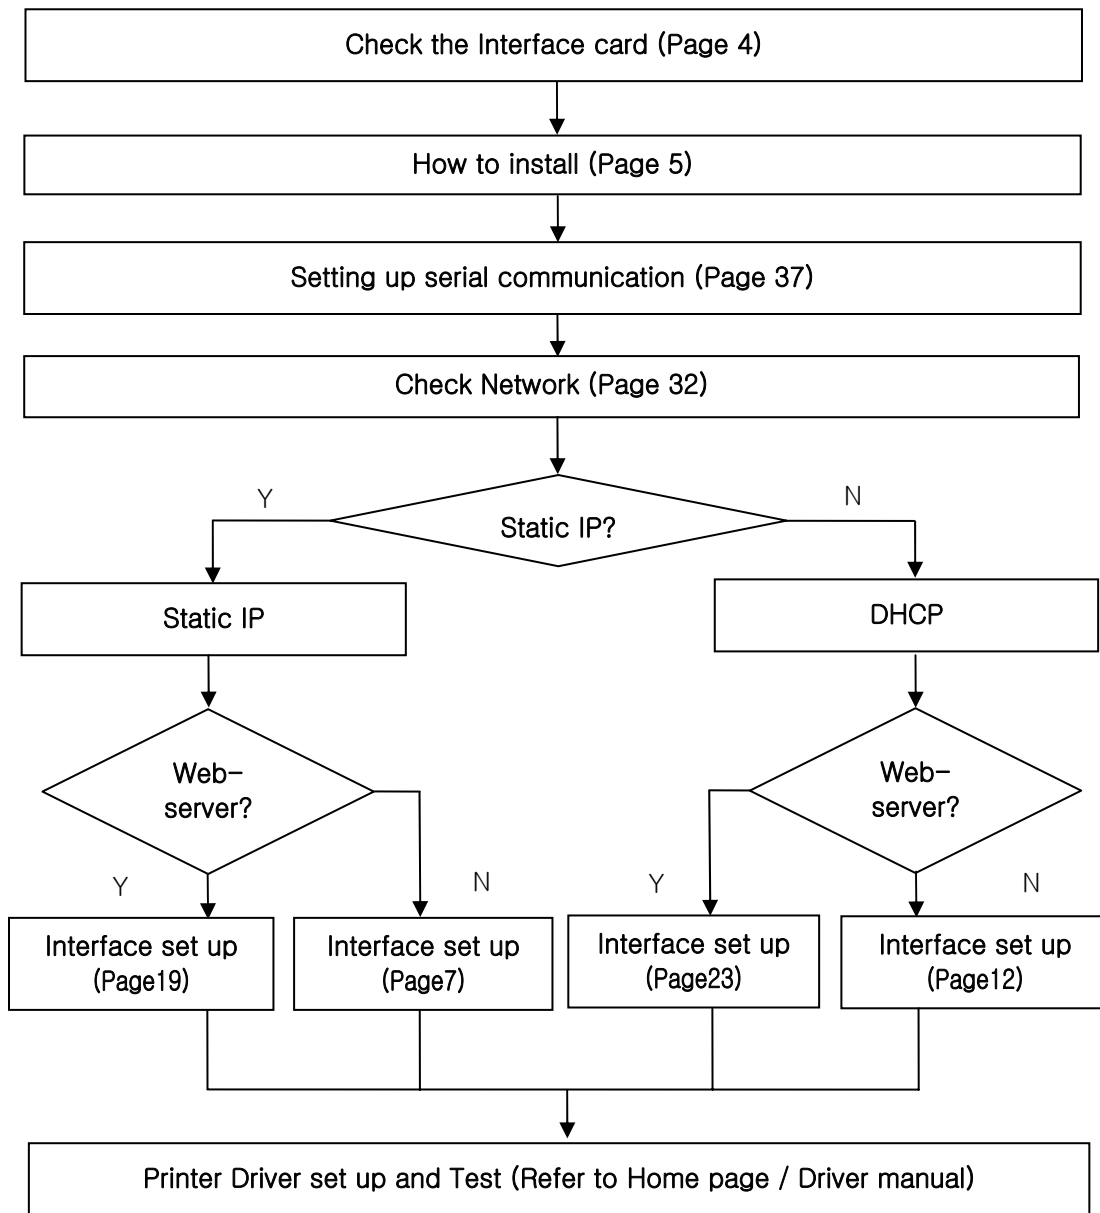 Check the Interface card (Page 4)
How to install (Page 5)
Setting up serial communication (Page 37)
Check Network (Page 32)
Y
N
Static IP?
Static IP
DHCP
Web-
server?
Web-
server?
Y
N
Y
N
Interface set up
(Page19)
Interface set up
(Page7)
Interface set up
(Page23)
Interface set up
(Page12)
Printer Driver set up and Test (Refer to Home page / Driver manual)